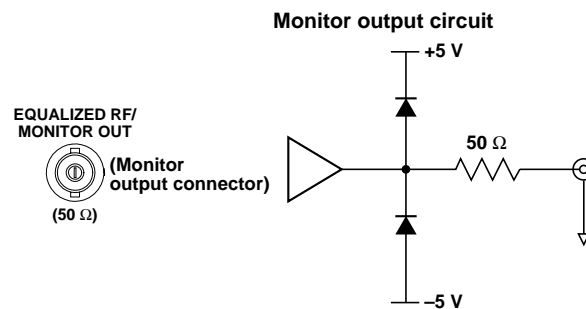 Monitor output circuit
+5 V
EQUALIZED RF/
MONITOR OUT
(Monitor
output connector)
(50 Ω)
50 Ω
–5 V